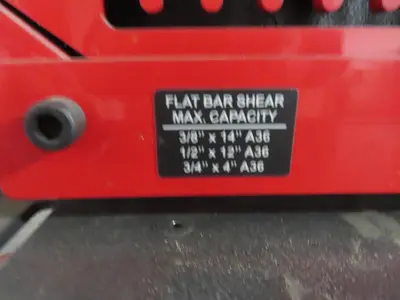 FLAT BAR SHEAR
MAX. CAPACITY
3/8" x 14" A36
1/2" x 12" A36
3/4" x 4" A36